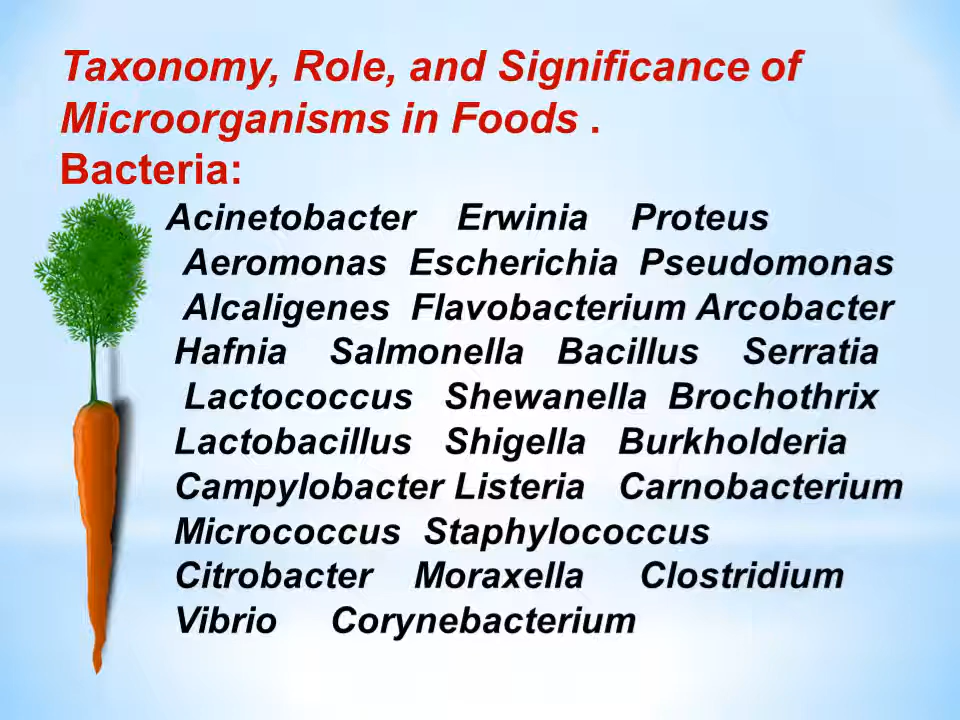 Taxonomy, Role, and Significance of
Microorganisms in Foods .
Bacteria:
Acinetobacter Erwinia Proteus
Aeromonas Escherichia Pseudomonas
Alcaligenes Flavobacterium Arcobacter
Hafnia Salmonella Bacillus Serratia
Lactococcus Shewanella Brochothrix
Lactobacillus Shigella Burkholderia
Campylobacter Listeria Carnobacterium
Micrococcus Staphylococcus
Citrobacter Moraxella Clostridium
Vibrio Corynebacterium